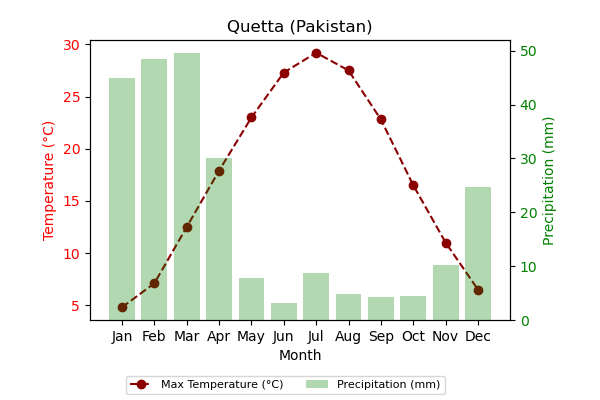 Quetta (Pakistan)
Temperature (°C)
30
25
20
15
10
5
50
40
30
20
10
0
Precipitation (mm)
Jan Feb Mar Apr May Jun Jul Aug Sep Oct Nov Dec
Month
Max Temperature (°C) Precipitation (mm)